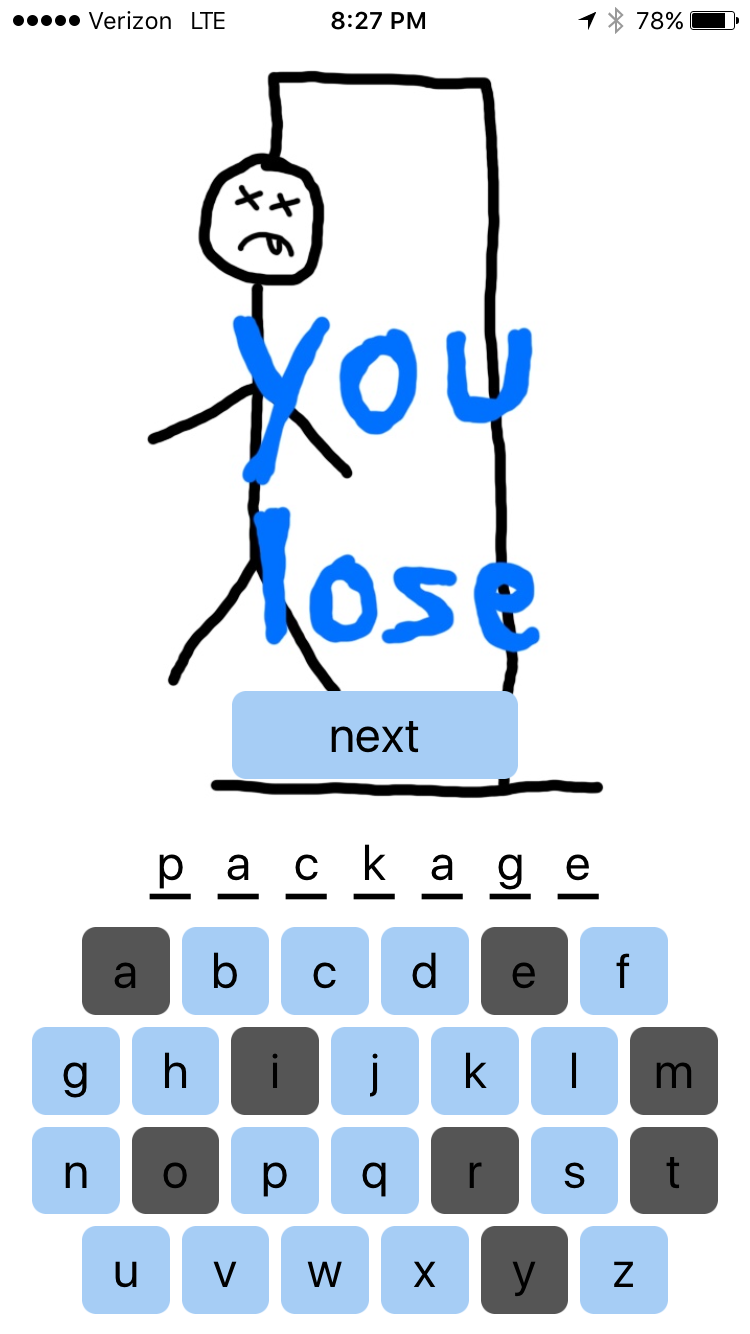 Verizon LTE 8:27 PM 78%
you
lose
next
p a c k a g e
a b c d e f
g h i j k l m
n o p q r s t
u v w x y z